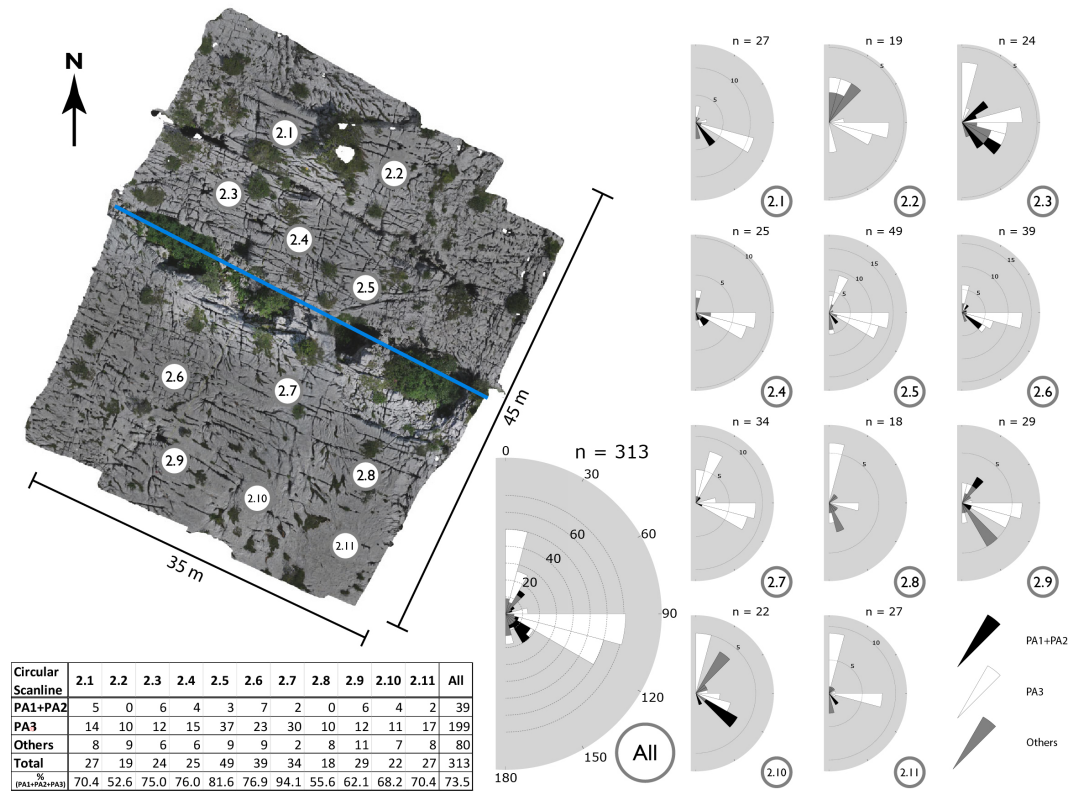 N
2.1
2.2
2.3
2.4
2.5
2.6
2.7
2.8
2.9
2.10
2.11
35 m
45 m
n = 27
5
10
2.1
n = 19
5
2.2
n = 24
5
2.3
n = 25
5
10
2.4
n = 49
5
10
15
2.5
n = 39
5
10
15
2.6
n = 34
5
10
2.7
n = 18
5
2.8
n = 29
5
2.9
n = 22
5
2.10
n = 27
5
10
2.11
n = 313
0
30
60
90
120
150
180
20
40
60
All
PA1+PA2
PA3
Others
Circular Scanline 2.1 2.2 2.3 2.4 2.5 2.6 2.7 2.8 2.9 2.10 2.11 All
PA1+PA2 5 0 6 4 3 7 2 0 6 4 2 39
PA3 14 10 12 15 37 23 30 10 12 11 17 199
Others 8 9 6 6 9 9 2 8 11 7 8 80
Total 27 19 24 25 49 39 34 18 29 22 27 313
% (PA1+PA2+PA3) 70.4 52.6 75.0 76.0 81.6 76.9 94.1 55.6 62.1 68.2 70.4 73.5